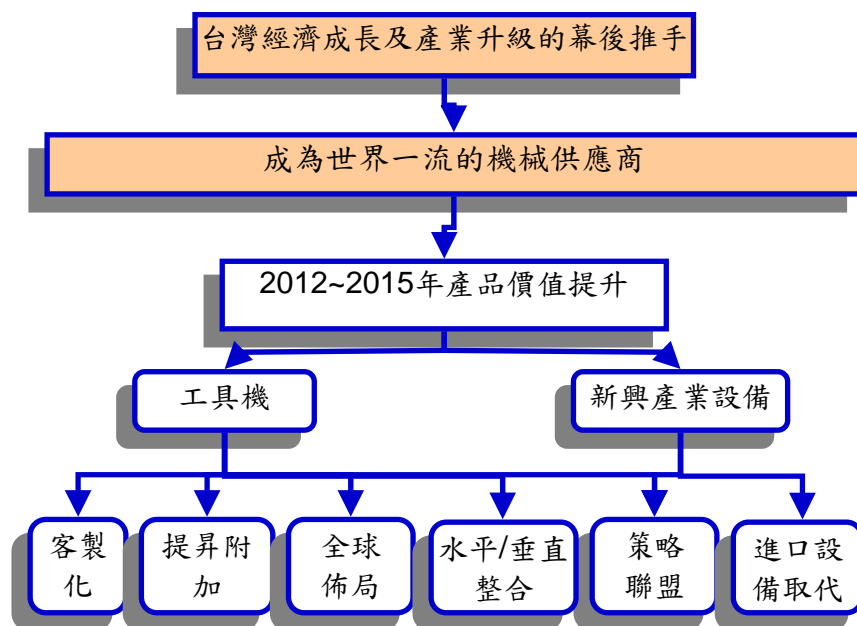 台灣經濟成長及產業升級的幕後推手
成為世界一流的機械供應商
2012~2015年產品價值提升
工具機
新興產業設備
客製
化
提昇附
加
全球
佈局
水平/垂直
整合
策略
聯盟
進口設
備取代